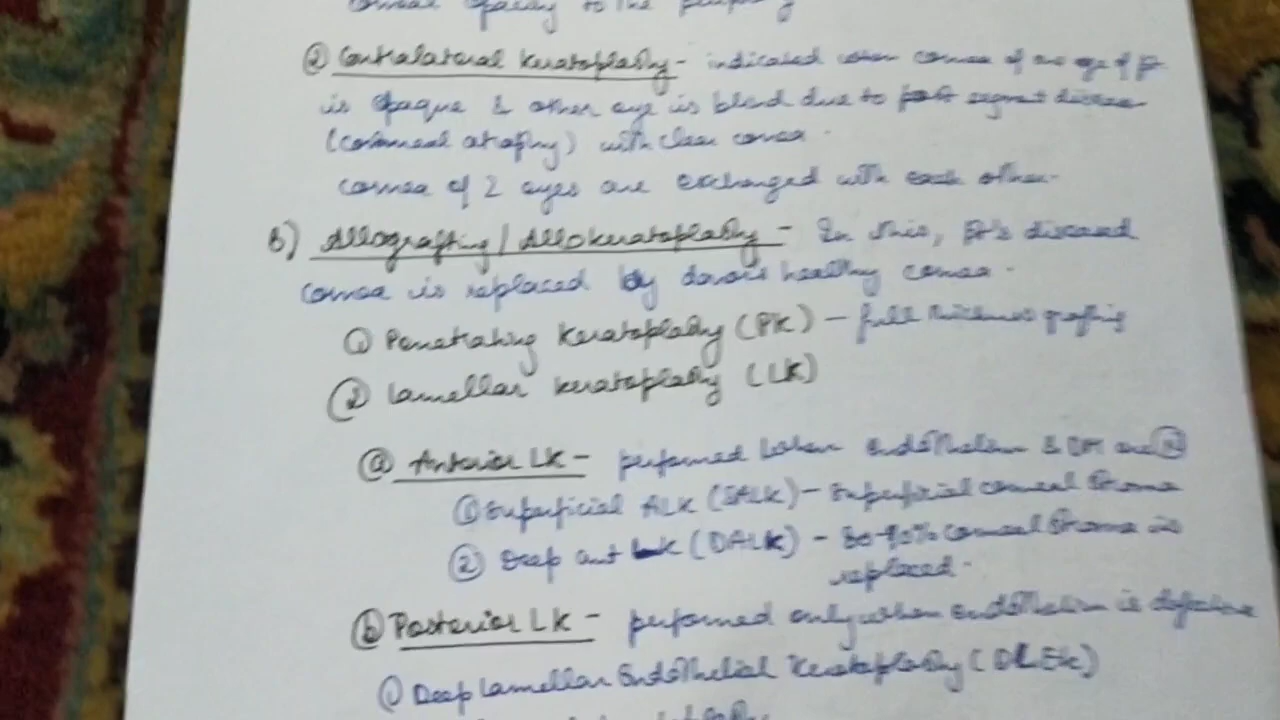 corneal opacity to the periphery
② Contralateral Keratoplasty - indicated when cornea of one eye of pt
is opaque & other eye is blind due to post segment disease
(corneal atrophy) with clear cornea.
cornea of 2 eyes are exchanged with each other.
B) Allografting / Allokeratoplasty - In this, pt's diseased
cornea is replaced by donor's healthy cornea.
① Penetrating Keratoplasty (PK) - full thickness grafting
② Lamellar keratoplasty (LK)
ⓐ Anterior LK - performed when endothelium & DM are Ⓝ
① Superficial ALK (SALK) - superficial corneal stroma
② Deep ant LK (DALK) - corneal stroma is
replaced.
ⓑ Posterior LK - performed only when endothelium is defective
① Deep Lamellar Endothelial Keratoplasty (DLEK)